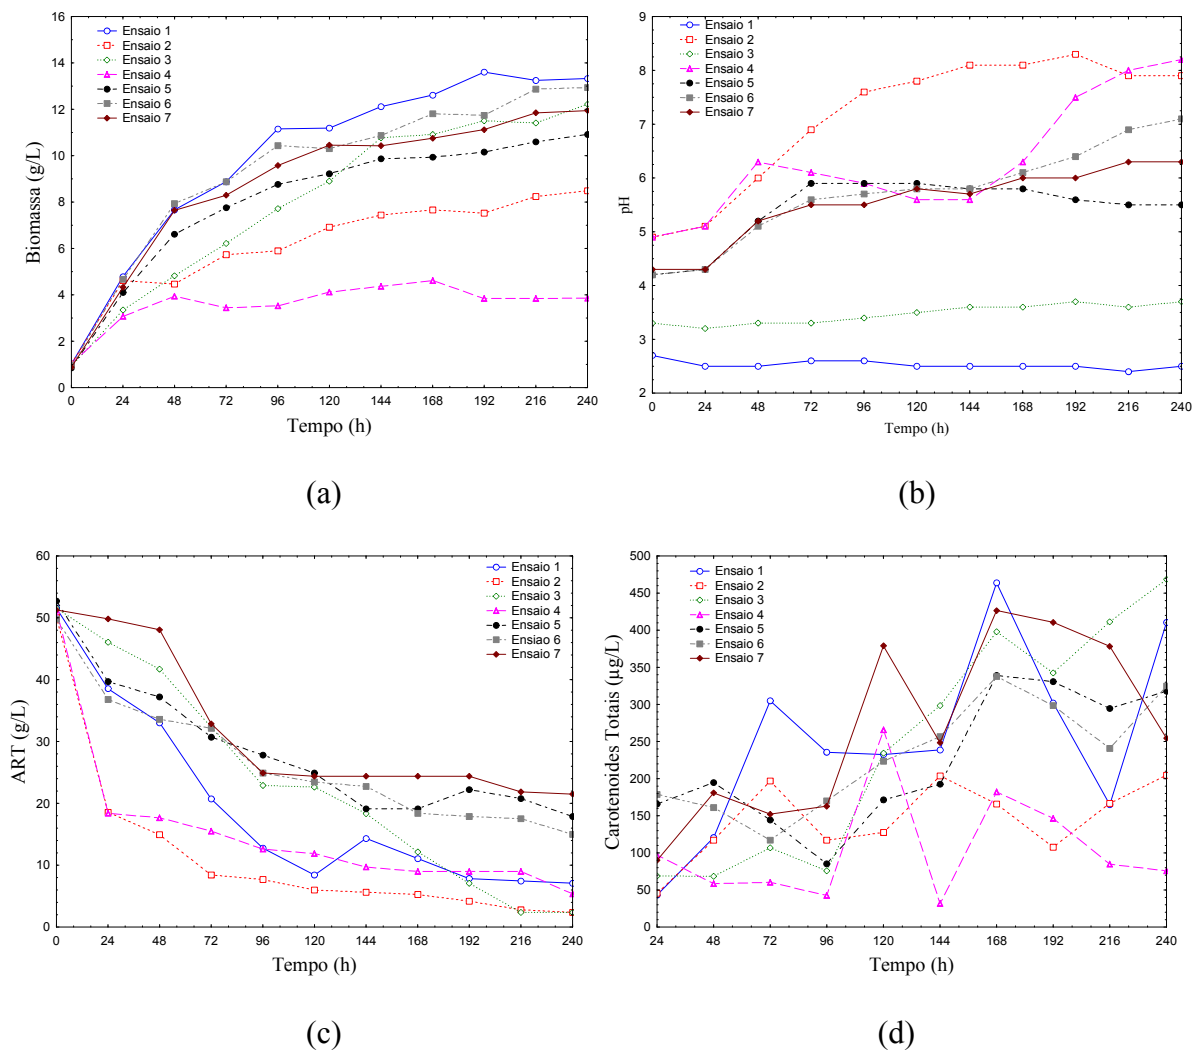 16
14
12
10
8
6
4
2
0
Biomassa (g/L)
Ensaio 1
Ensaio 2
Ensaio 3
Ensaio 4
Ensaio 5
Ensaio 6
Ensaio 7
0 24 48 72 96 120 144 168 192 216 240
Tempo (h)
(a)
9
8
7
6
5
4
3
2
pH
Ensaio 1
Ensaio 2
Ensaio 3
Ensaio 4
Ensaio 5
Ensaio 6
Ensaio 7
0 24 48 72 96 120 144 168 192 216 240
Tempo (h)
(b)
60
50
40
30
20
10
0
ART (g/L)
Ensaio 1
Ensaio 2
Ensaio 3
Ensaio 4
Ensaio 5
Ensiao 6
Ensaio 7
0 24 48 72 96 120 144 168 192 216 240
Tempo (h)
(c)
500
450
400
350
300
250
200
150
100
50
0
Carotenoides Totais (µg/L)
Ensaio 1
Ensaio 2
Ensaio 3
Ensaio 4
Ensaio 5
Ensaio 6
Ensaio 7
24 48 72 96 120 144 168 192 216 240
Tempo (h)
(d)